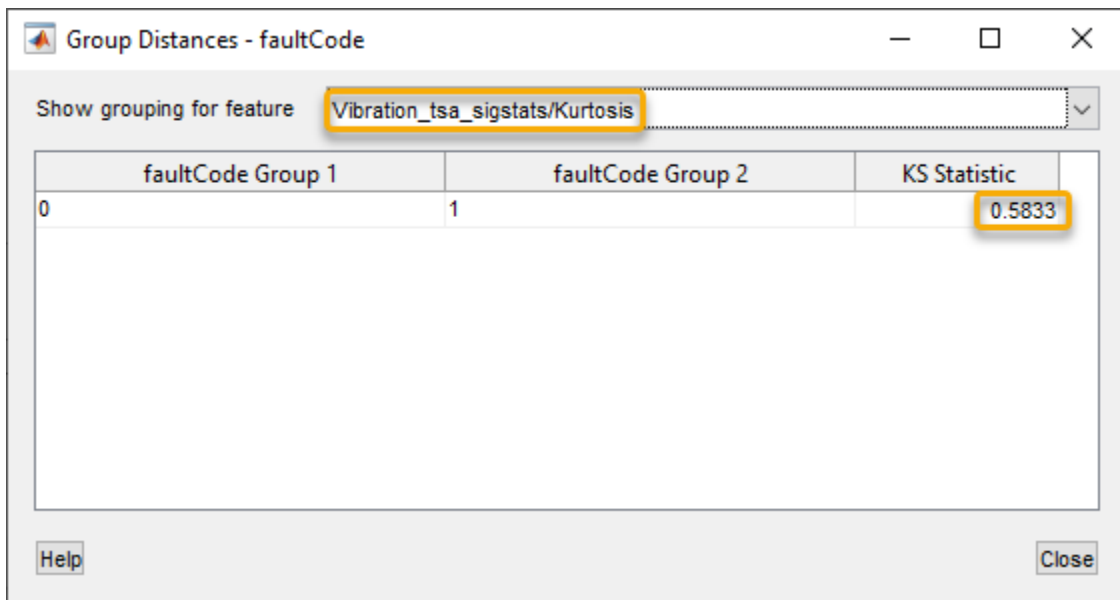 Group Distances - faultCode
Show grouping for feature Vibration_tsa_sigstats/Kurtosis
faultCode Group 1 faultCode Group 2 KS Statistic
0 1 0.5833
Help Close